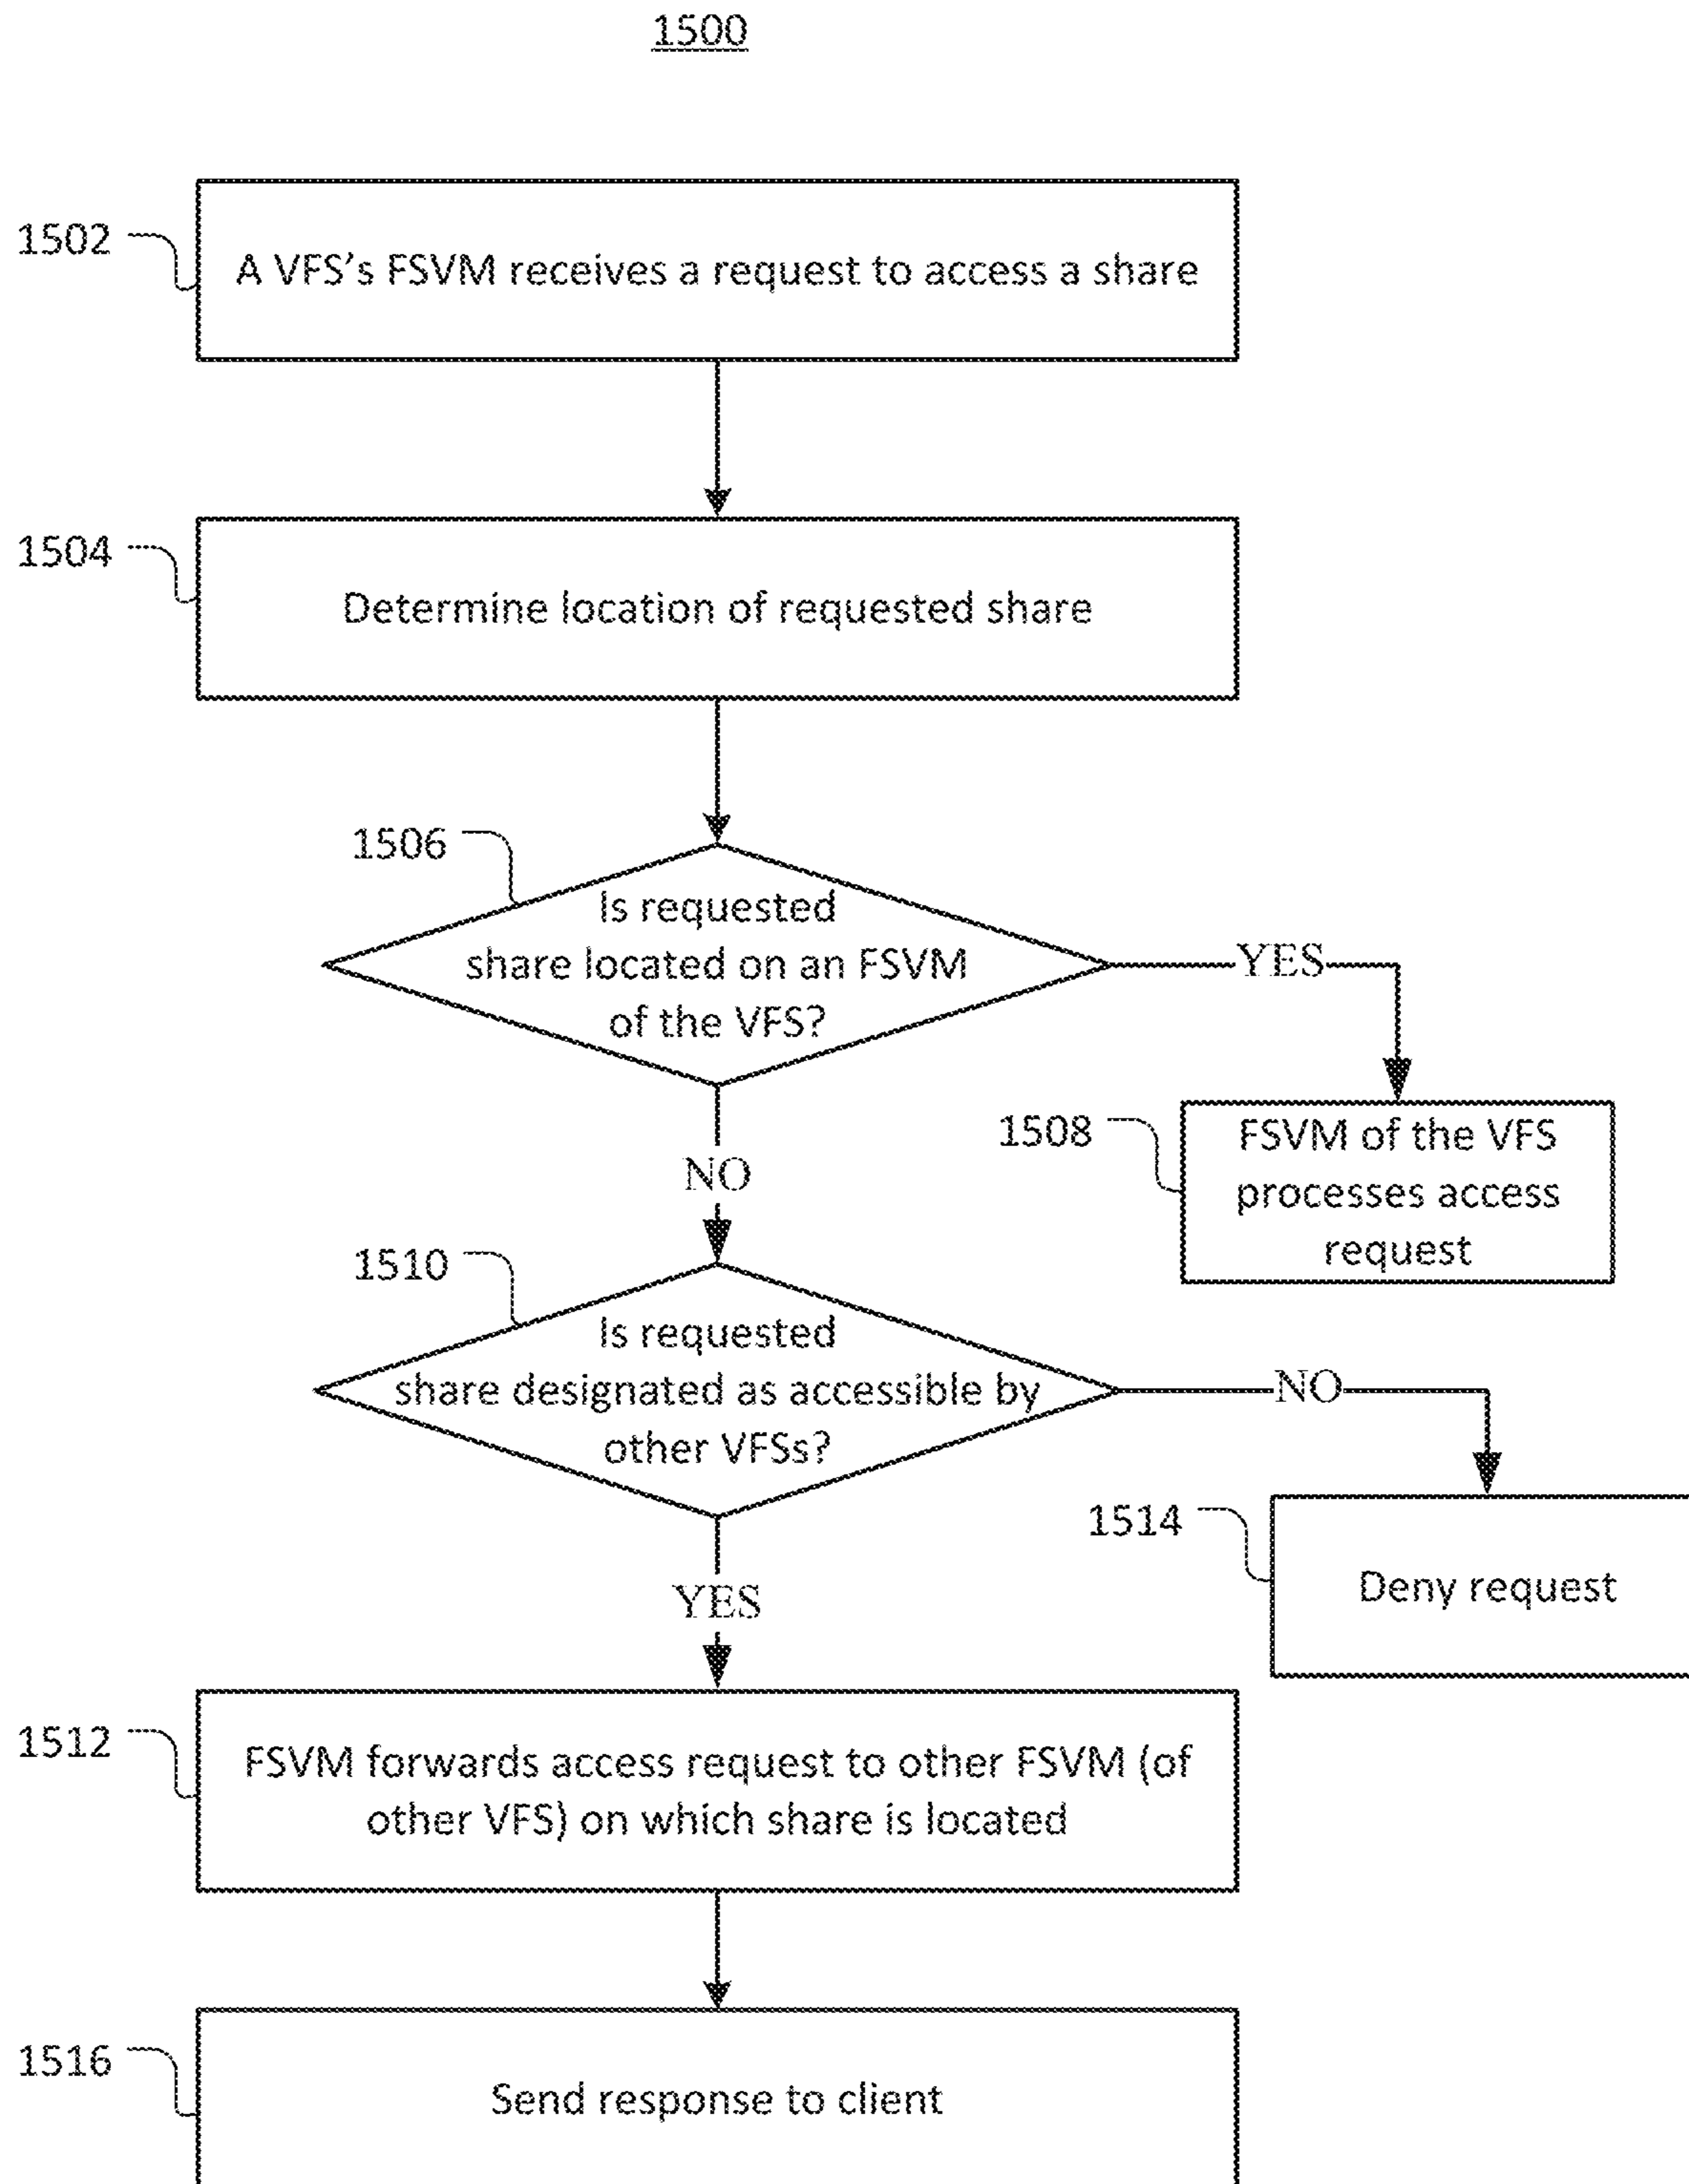 1500
1502
A VFS's FSVM receives a request to access a share
1504
Determine location of requested share
1506
Is requested
share located on an FSVM
of the VFS?
YES
1508
FSVM of the VFS
processes access
request
NO
1510
Is requested
share designated as accessible by
other VFSs?
NO
1514
Deny request
YES
1512
FSVM forwards access request to other FSVM (of
other VFS) on which share is located
1516
Send response to client